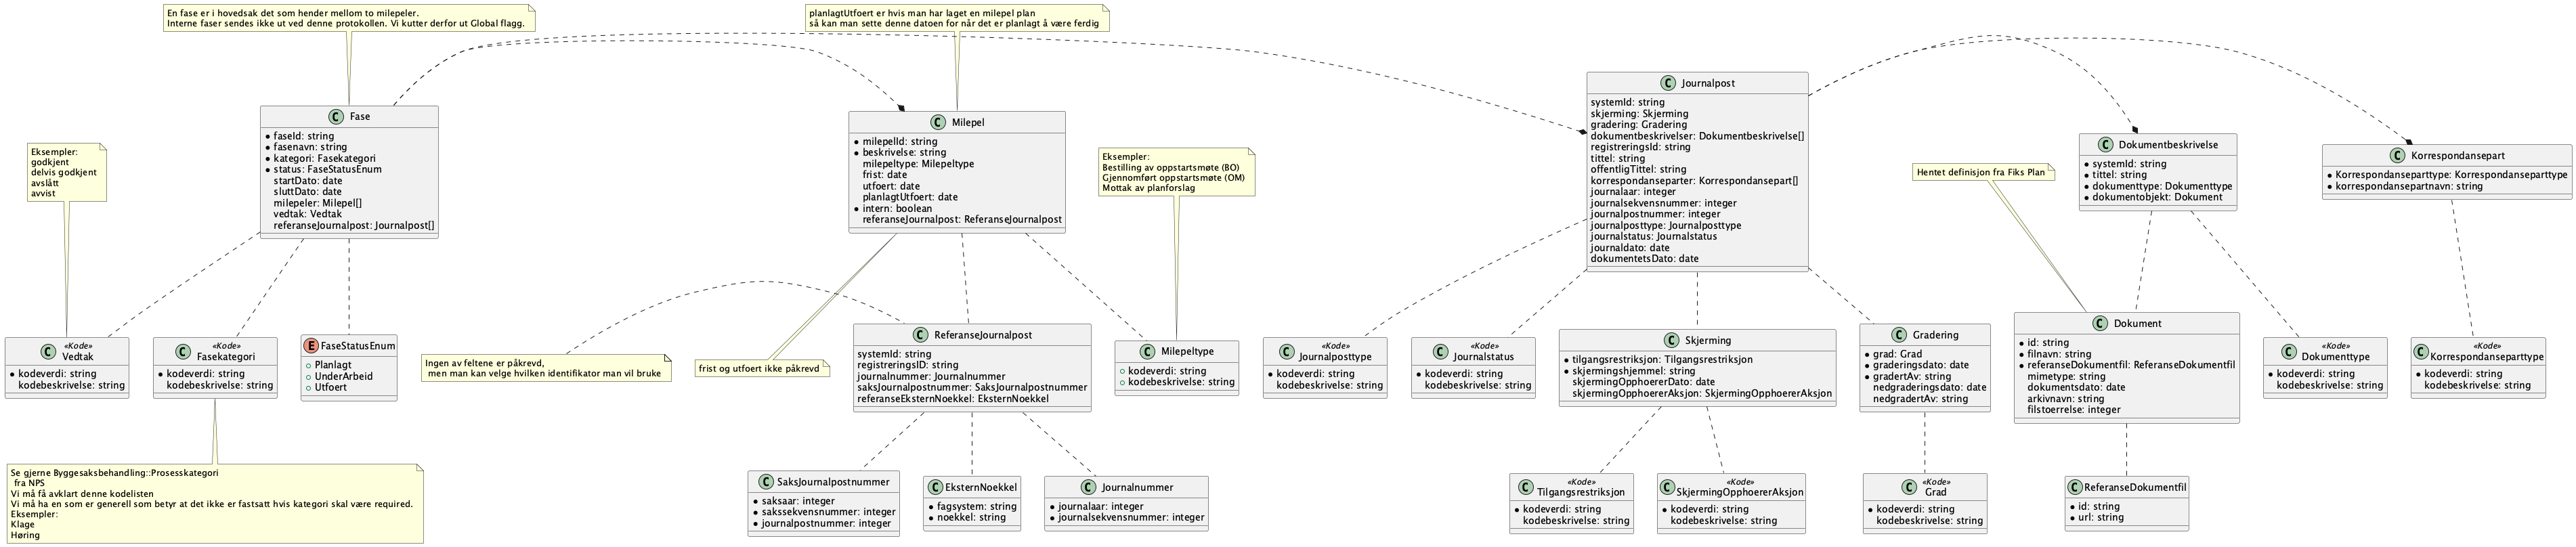 En fase er i hovedsak det som hender mellom to milepeler.
Interne faser sendes ikke ut ved denne protokollen. Vi kutter derfor ut Global flagg.
planlagtUtfoert er hvis man har laget en milepel plan
så kan man sette denne datoen for når det er planlagt å være ferdig
Eksempler:
godkjent
delvis godkjent
avslått
avvist
C Fase
faseId: string
fasenavn: string
kategori: Fasekategori
status: FaseStatusEnum
startDato: date
sluttDato: date
milepeler: Milepel[]
vedtak: Vedtak
referanseJournalpost: Journalpost[]
C Milepel
milepelId: string
beskrivelse: string
milepeltype: Milepeltype
frist: date
utfoert: date
planlagtUtfoert: date
intern: boolean
referanseJournalpost: ReferanseJournalpost
Eksempler:
Bestilling av oppstartsmøte (BO)
Gjennomført oppstartsmøte (OM)
Mottak av planforslag
C Journalpost
systemId: string
skjerming: Skjerming
gradering: Gradering
dokumentbeskrivelser: Dokumentbeskrivelse[]
registreringsId: string
tittel: string
offentligTittel: string
korrespondanseparter: Korrespondansepart[]
journalaar: integer
journalsekvensnummer: integer
journalpostnummer: integer
journalposttype: Journalposttype
journalstatus: Journalstatus
journaldato: date
dokumentetsDato: date
Hentet definisjon fra Fiks Plan
C Dokumentbeskrivelse
systemId: string
tittel: string
dokumenttype: Dokumenttype
dokumentobjekt: Dokument
C Korrespondansepart
Korrespondanseparttype: Korrespondanseparttype
korrespondansepartnavn: string
«Kode»
C Vedtak
kodeverdi: string
kodebeskrivelse: string
«Kode»
C Fasekategori
kodeverdi: string
kodebeskrivelse: string
E FaseStatusEnum
Planlagt
UnderArbeid
Utfoert
Ingen av feltene er påkrevd,
men man kan velge hvilken identifikator man vil bruke
frist og utfoert ikke påkrevd
C ReferanseJournalpost
systemId: string
registreringsID: string
journalnummer: Journalnummer
saksJournalpostnummer: SaksJournalpostnummer
referanseEksternNoekkel: EksternNoekkel
C Milepeltype
kodeverdi: string
kodebeskrivelse: string
«Kode»
C Journalposttype
kodeverdi: string
kodebeskrivelse: string
«Kode»
C Journalstatus
kodeverdi: string
kodebeskrivelse: string
C Skjerming
tilgangsrestriksjon: Tilgangsrestriksjon
skjermingshjemmel: string
skjermingOpphoererDato: date
skjermingOpphoererAksjon: SkjermingOpphoererAksjon
C Gradering
grad: Grad
graderingsdato: date
gradertAv: string
nedgraderingsdato: date
nedgradertAv: string
C Dokument
id: string
filnavn: string
referanseDokumentfil: ReferanseDokumentfil
mimetype: string
dokumentsdato: date
arkivnavn: string
filstoerrelse: integer
«Kode»
C Dokumenttype
kodeverdi: string
kodebeskrivelse: string
«Kode»
C Korrespondanseparttype
kodeverdi: string
kodebeskrivelse: string
Se gjerne Byggesaksbehandling::Prosesskategori
fra NPS
Vi må få avklart denne kodelisten
Vi må ha en som er generell som betyr at det ikke er fastsatt hvis kategori skal være required.
Eksempler:
Klage
Høring
C SaksJournalpostnummer
saksaar: integer
sakssekvensnummer: integer
journalpostnummer: integer
C EksternNoekkel
fagsystem: string
noekkel: string
C Journalnummer
journalaar: integer
journalsekvensnummer: integer
«Kode»
C Tilgangsrestriksjon
kodeverdi: string
kodebeskrivelse: string
«Kode»
C SkjermingOpphoererAksjon
kodeverdi: string
kodebeskrivelse: string
«Kode»
C Grad
kodeverdi: string
kodebeskrivelse: string
C ReferanseDokumentfil
id: string
url: string